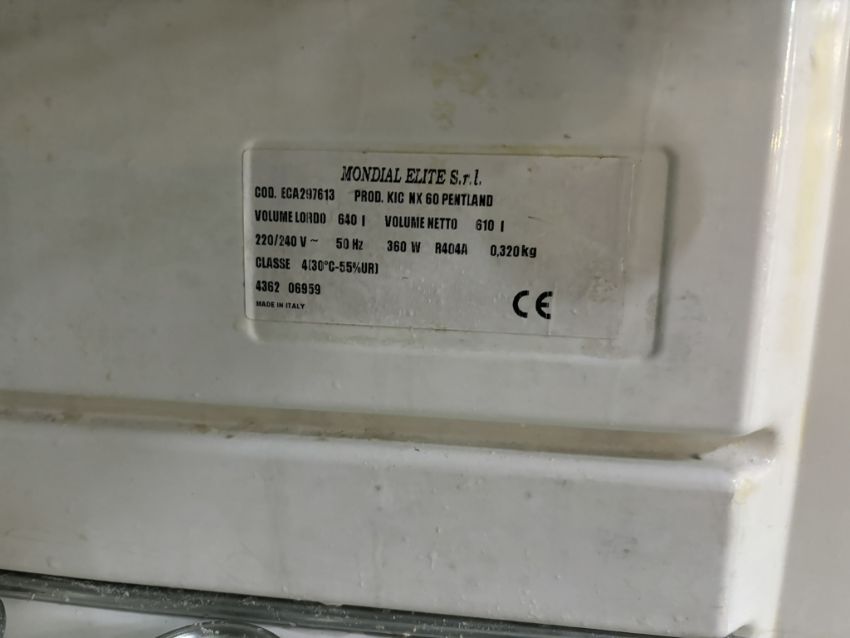 MONDIAL ELITE S.r.l.
COD. ECA297613 PROD. KIC NX 60 PENTLAND
VOLUME LORDO 640 l VOLUME NETTO 610 l
220/240 V ~ 50 Hz 360 W R404A 0,320 kg
CLASSE 4(30°C-55%UR)
4362 06959
MADE IN ITALY
CE